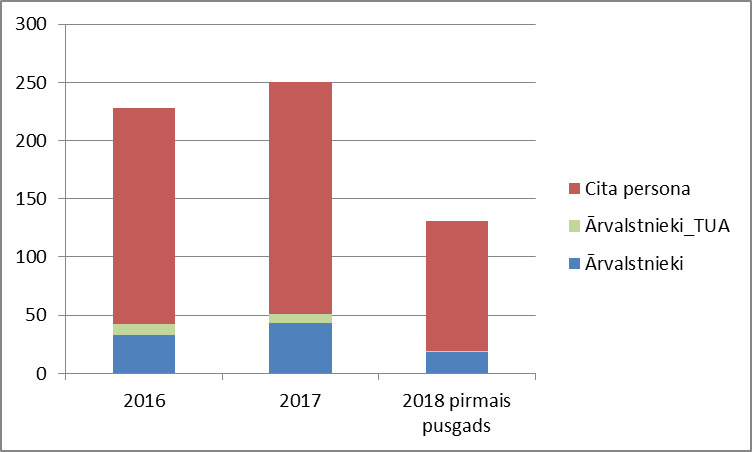 300
250
200
150
100
50
0
2016
2017
2018 pirmais
pusgads
Cita persona
Ārvalstnieki_TUA
Ārvalstnieki